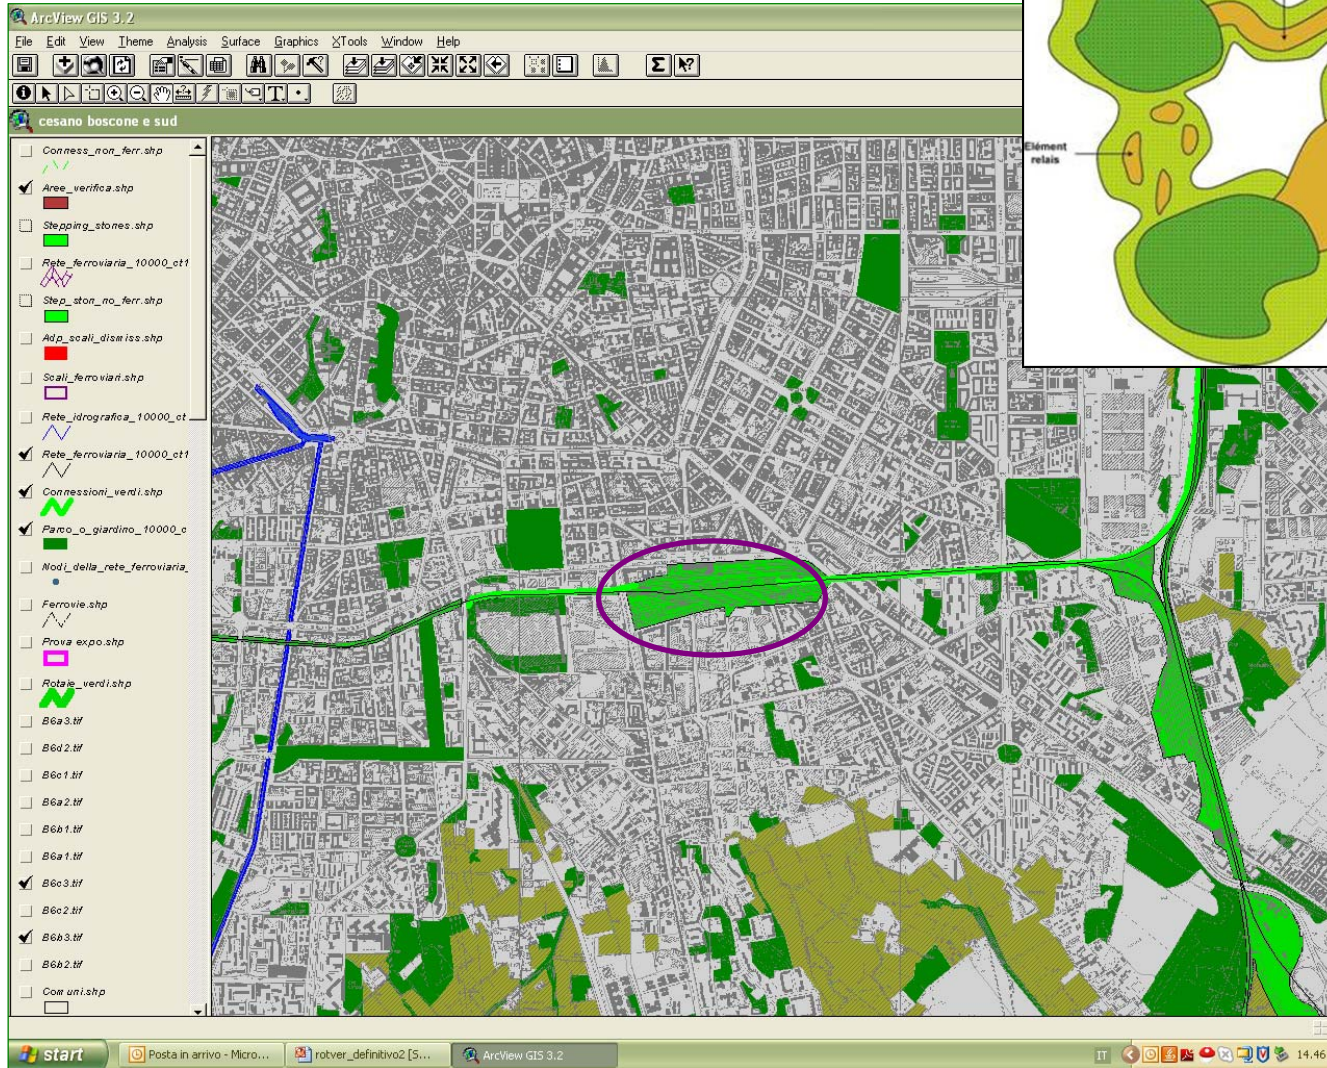 ArcView GIS 3.2
File Edit View Theme Analysis Surface Graphics XTools Window Help
Σ
T
cesano boscone e sud
Conness_non_ferr.shp
Aree_verifica.shp
Stepping_stones.shp
Rete_ferroviaria_10000_ct1
Step_ston_no_ferr.shp
Adp_scali_dismiss.shp
Scali_ferroviari.shp
Rete_idrografica_10000_ct
Rete_ferroviaria_10000_ct1
Connessioni_verdi.shp
Parco_o_giardino_10000_c
Nodi_della_rete_ferroviaria_
Ferrovie.shp
Prova expo.shp
Rotaie_verdi.shp
B6a3.tif
B6d2.tif
B6c1.tif
B6a2.tif
B6b1.tif
B6a1.tif
B6c3.tif
B6c2.tif
B6b3.tif
B6b2.tif
Comuni.shp
Elément
relais
start
Posta in arrivo - Micro...
rotver_definitivo2 [S...
ArcView GIS 3.2
IT
14.46